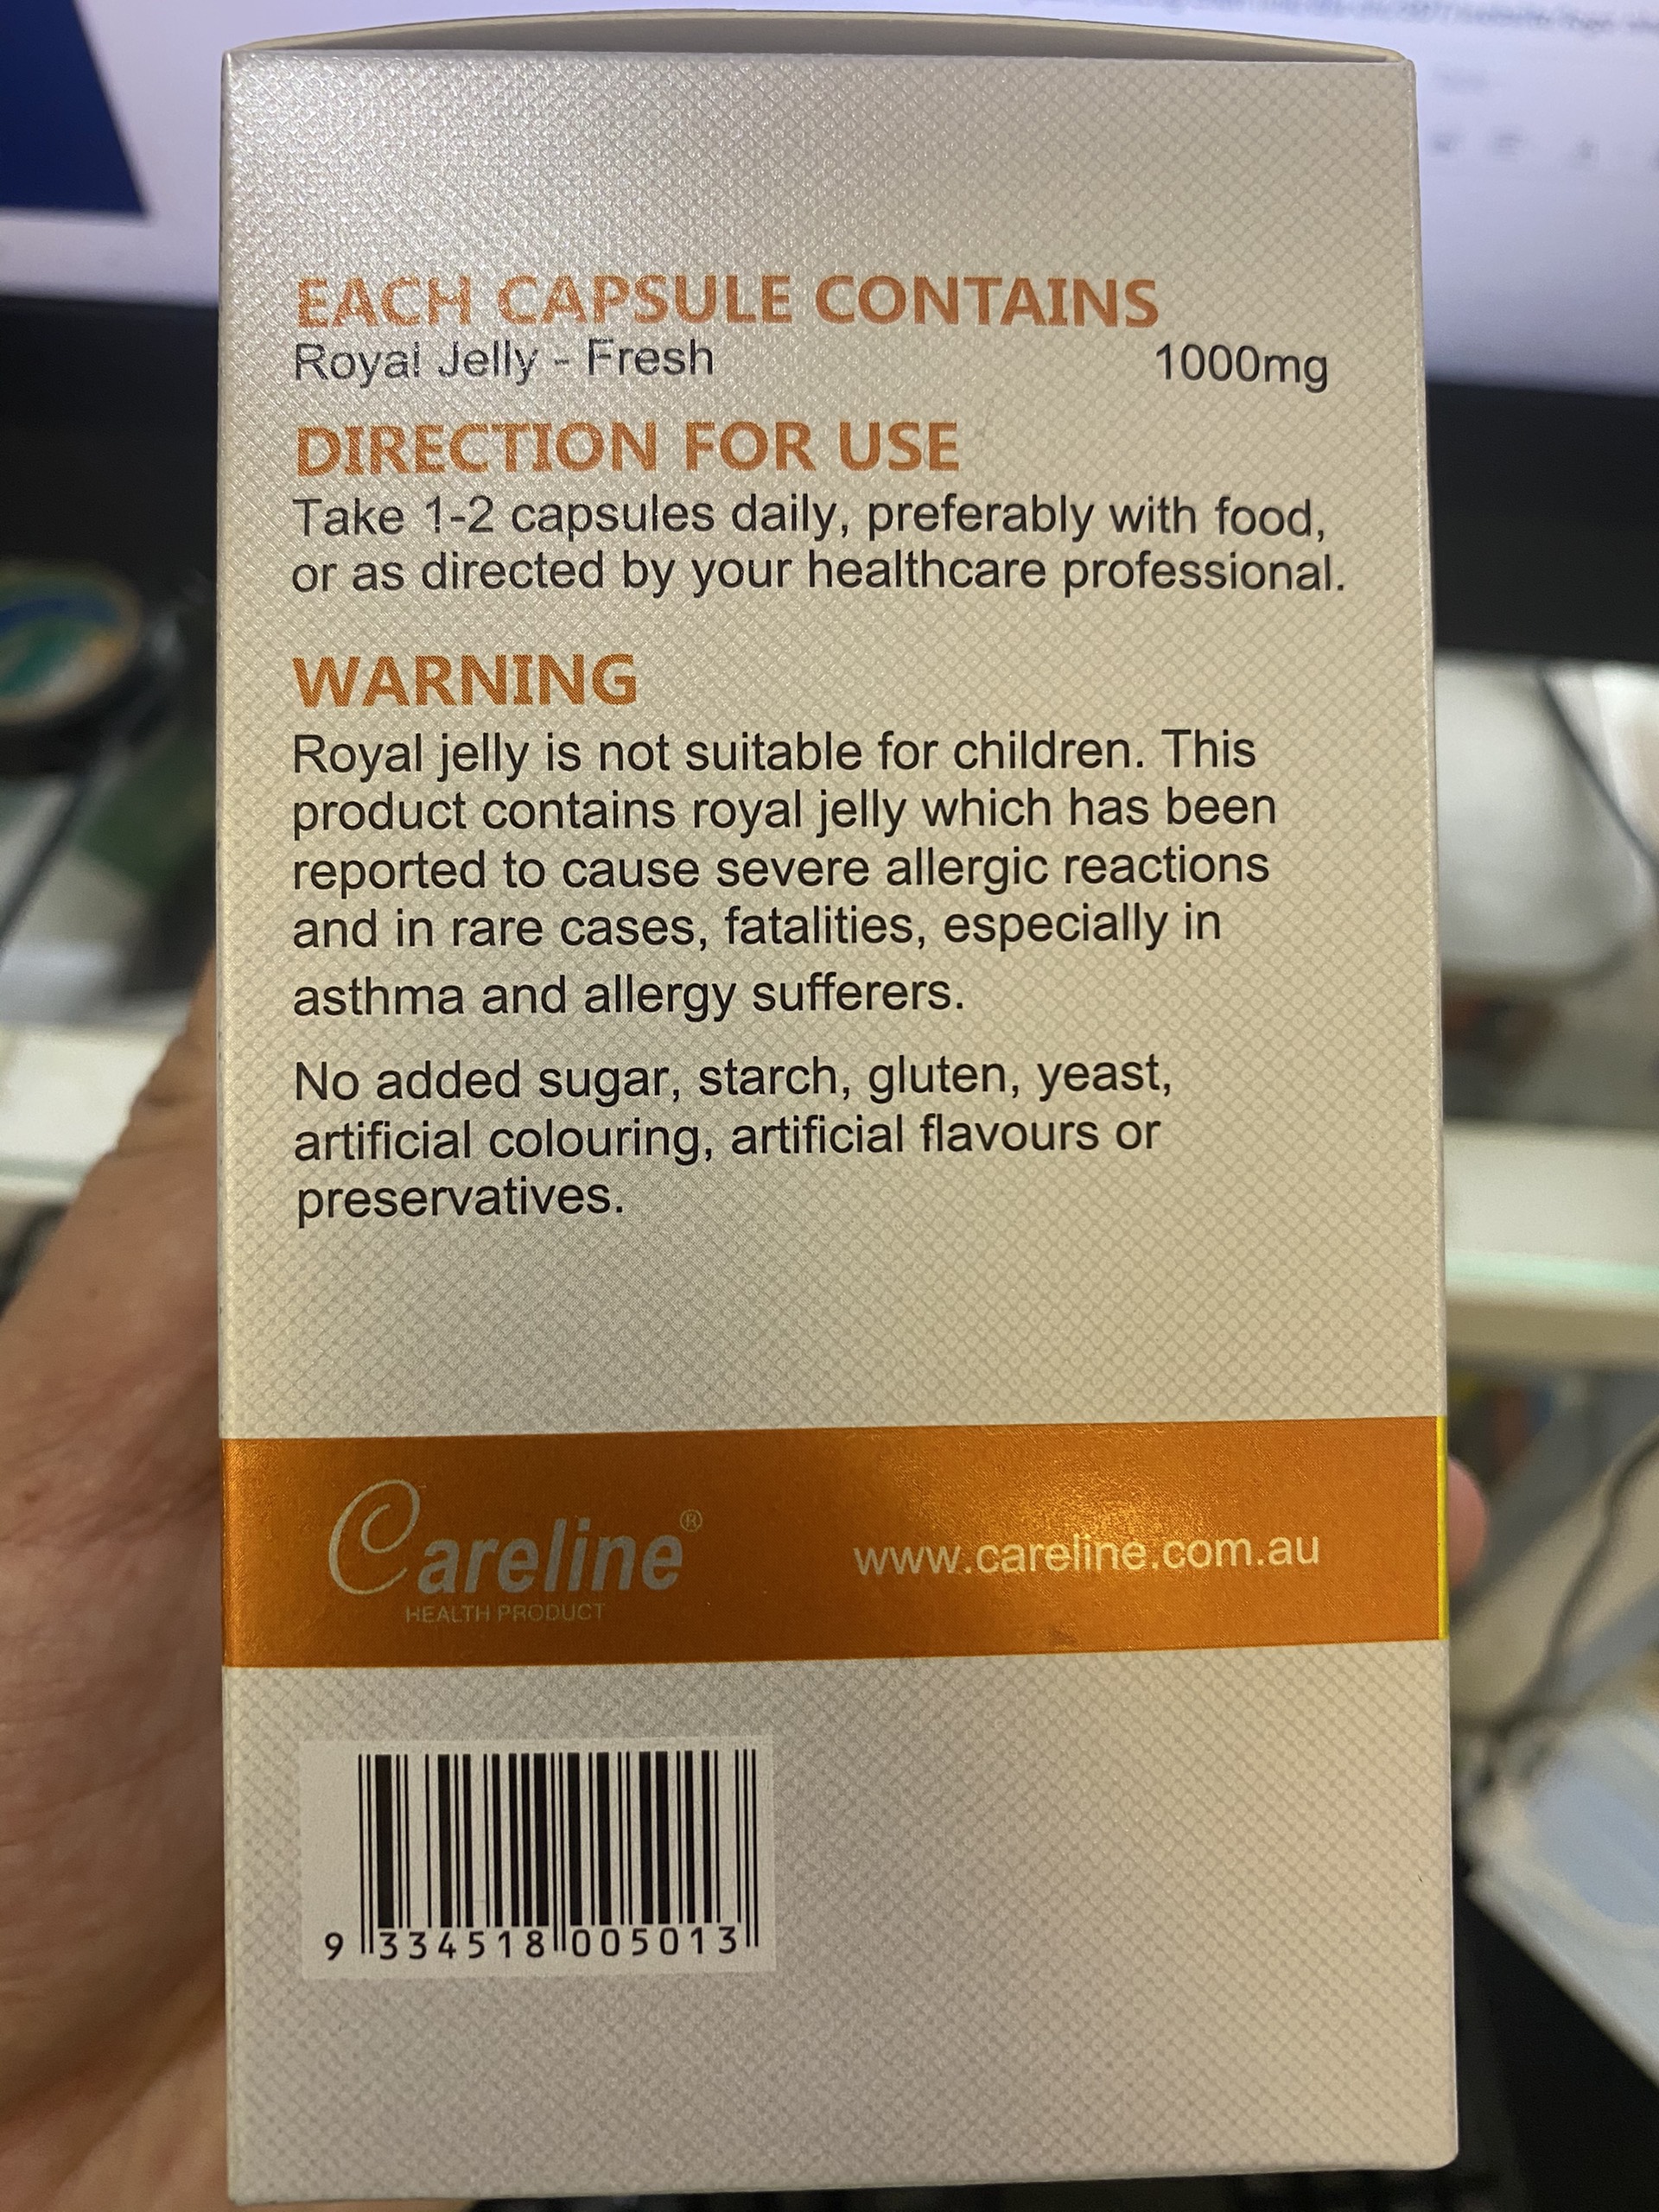 EACH CAPSULE CONTAINS
Royal Jelly - Fresh 1000mg
DIRECTION FOR USE
Take 1-2 capsules daily, preferably with food,
or as directed by your healthcare professional.
WARNING
Royal jelly is not suitable for children. This
product contains royal jelly which has been
reported to cause severe allergic reactions
and in rare cases, fatalities, especially in
asthma and allergy sufferers.
No added sugar, starch, gluten, yeast,
artificial colouring, artificial flavours or
preservatives.
Careline®
HEALTH PRODUCT
www.careline.com.au
9 334518 005013